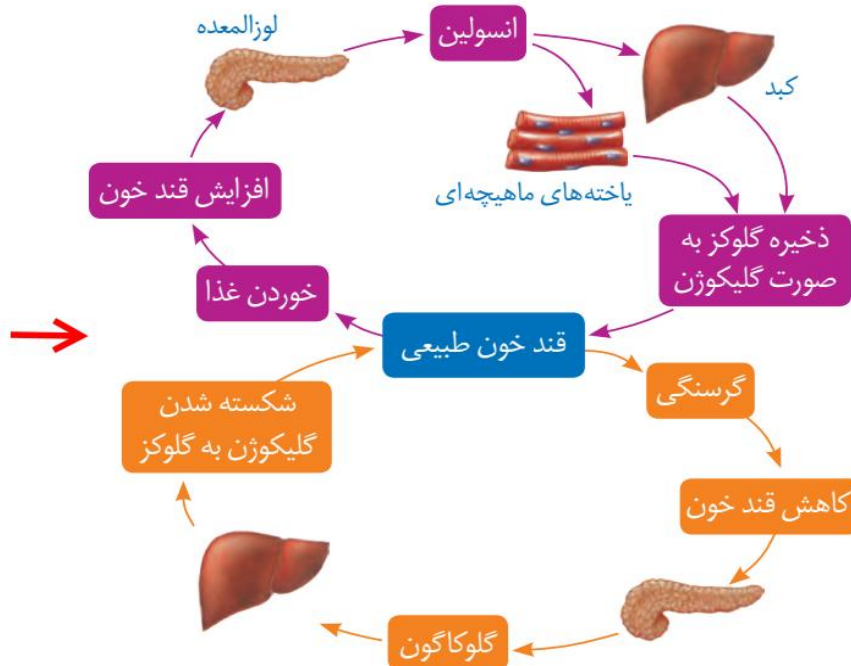 لوزالمعده
انسولین
کبد
یاخته‌های ماهیچه‌ای
افزایش قند خون
ذخیره گلوکز به
صورت گلیکوژن
خوردن غذا
قند خون طبیعی
گرسنگی
شکسته شدن
گلیکوژن به گلوکز
کاهش قند خون
گلوکاگون